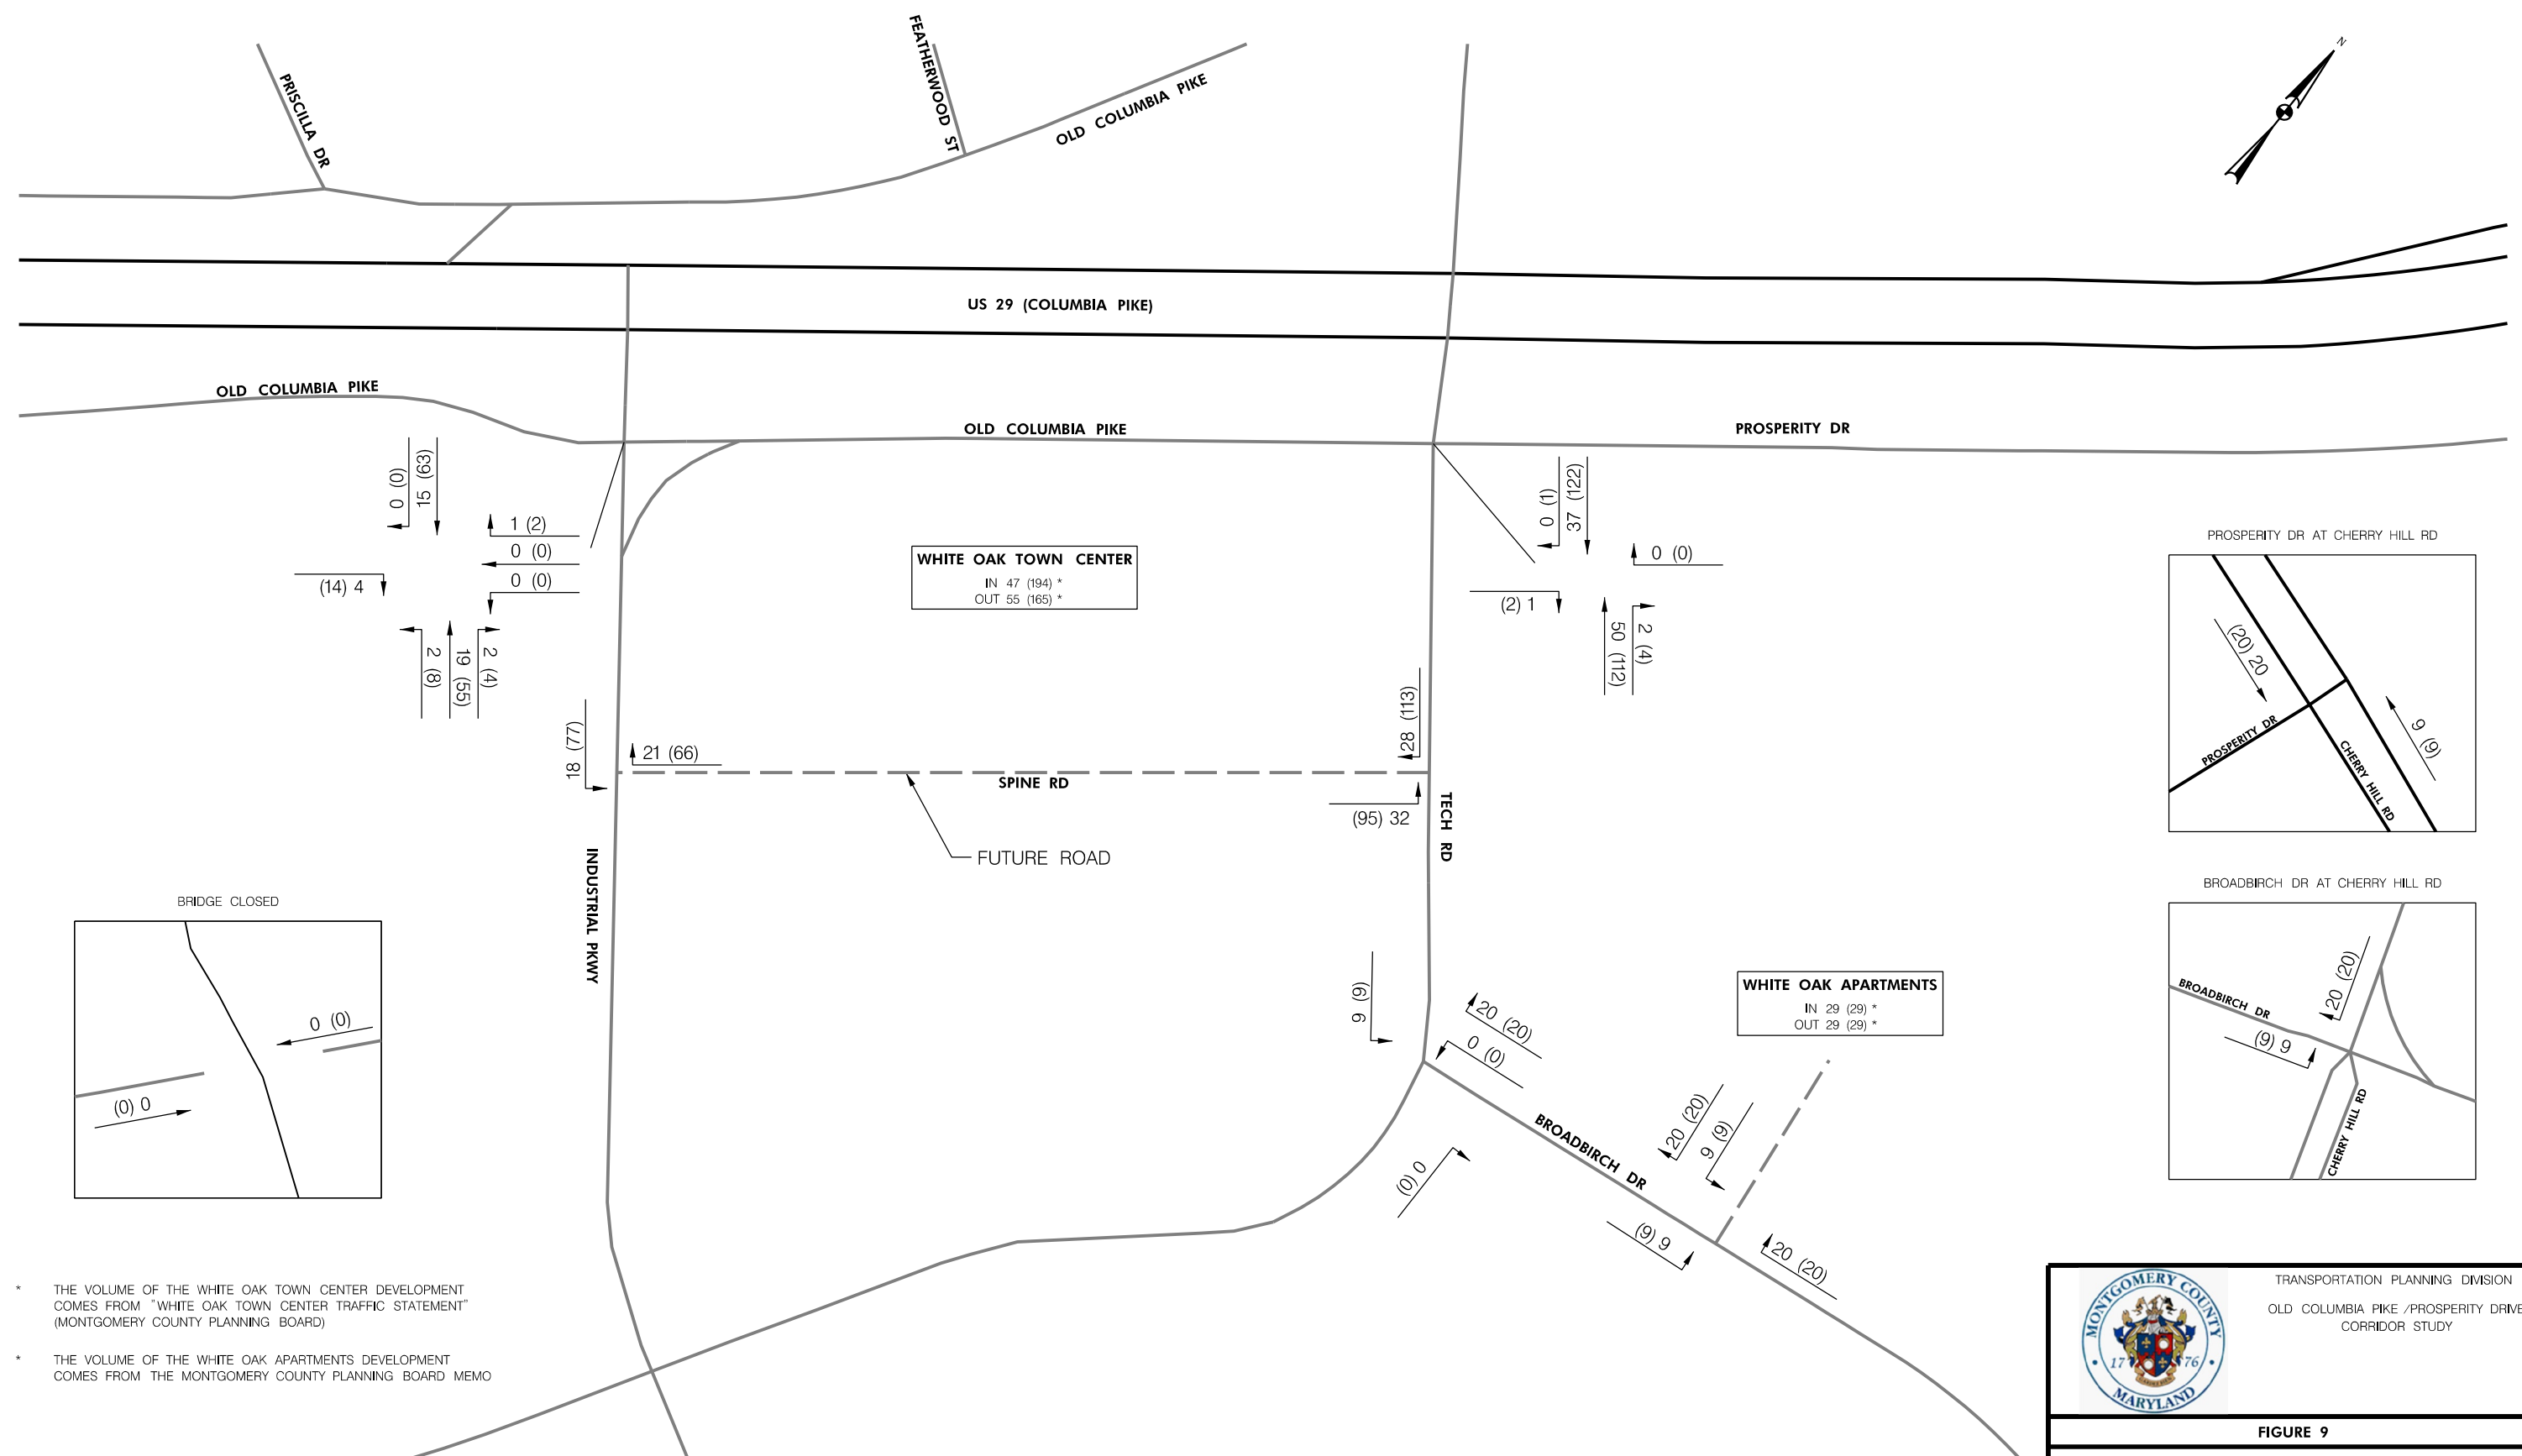 FEATHERWOOD ST
PRISCILLA DR
OLD COLUMBIA PIKE
N
US 29 (COLUMBIA PIKE)
OLD COLUMBIA PIKE
OLD COLUMBIA PIKE
PROSPERITY DR
0 (0)
15 (63)
1 (2)
0 (0)
0 (0)
(14) 4
2 (8)
19 (55)
2 (4)
WHITE OAK TOWN CENTER
IN 47 (194) *
OUT 55 (165) *
0 (1)
37 (122)
0 (0)
(2) 1
50 (112)
2 (4)
PROSPERITY DR AT CHERRY HILL RD
(20) 20
9 (9)
PROSPERITY DR
CHERRY HILL RD
18 (77)
21 (66)
28 (113)
SPINE RD
(95) 32
TECH RD
FUTURE ROAD
INDUSTRIAL PKWY
BRIDGE CLOSED
0 (0)
(0) 0
BROADBIRCH DR AT CHERRY HILL RD
20 (20)
BROADBIRCH DR
(9) 9
CHERRY HILL RD
WHITE OAK APARTMENTS
IN 29 (29) *
OUT 29 (29) *
20 (20)
0 (0)
20 (20)
9 (9)
BROADBIRCH DR
(0) 0
(9) 9
20 (20)
* THE VOLUME OF THE WHITE OAK TOWN CENTER DEVELOPMENT
COMES FROM "WHITE OAK TOWN CENTER TRAFFIC STATEMENT"
(MONTGOMERY COUNTY PLANNING BOARD)
* THE VOLUME OF THE WHITE OAK APARTMENTS DEVELOPMENT
COMES FROM THE MONTGOMERY COUNTY PLANNING BOARD MEMO
MONTGOMERY COUNTY
17 76
MARYLAND
TRANSPORTATION PLANNING DIVISION
OLD COLUMBIA PIKE /PROSPERITY DRIVE
CORRIDOR STUDY
FIGURE 9